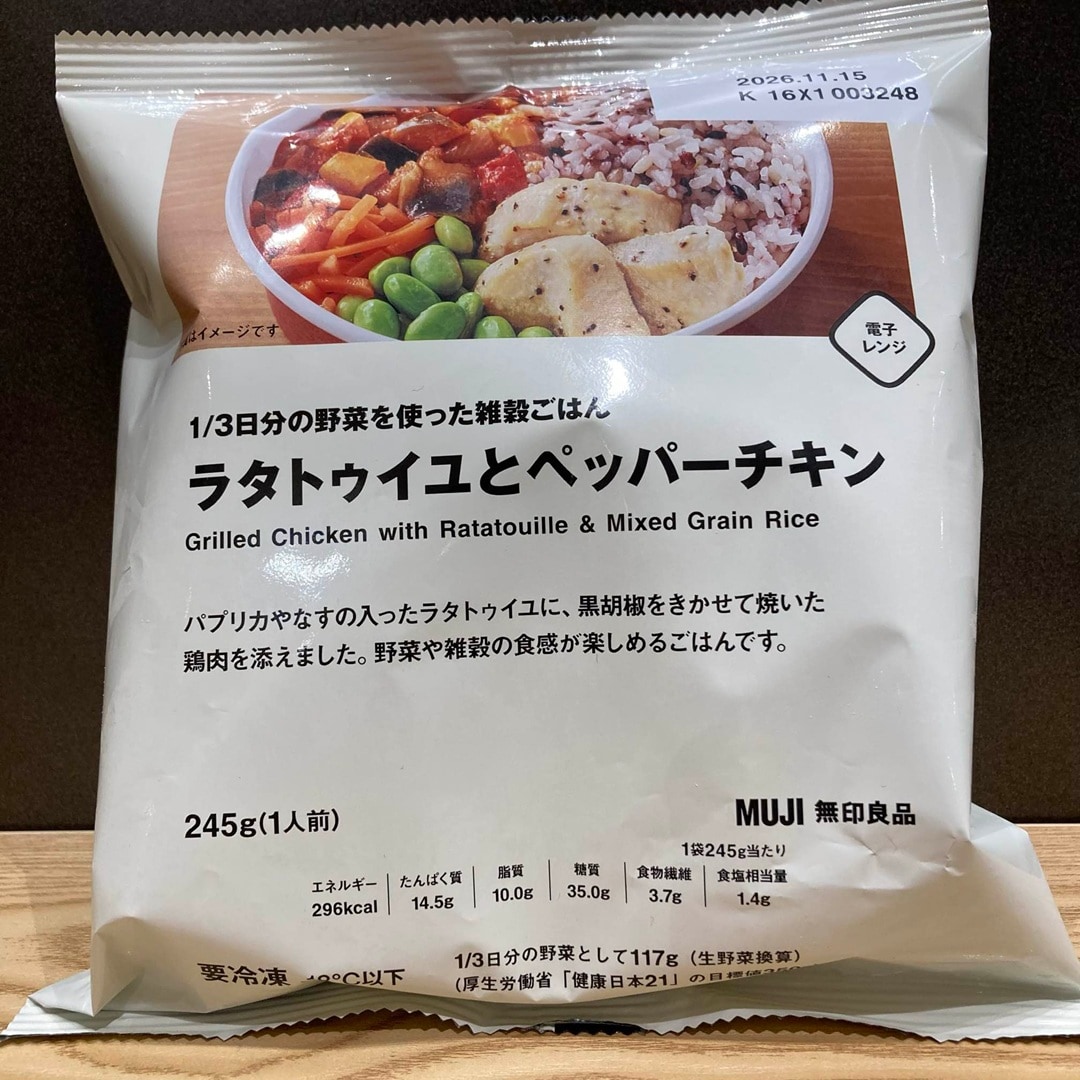 2026.11.15
K 16X1 003248
はイメージです
電子
レンジ
1/3日分の野菜を使った雑穀ごはん
ラタトゥイユとペッパーチキン
Grilled Chicken with Ratatouille & Mixed Grain Rice
パプリカやなすの入ったラタトゥイユに、黒胡椒をきかせて焼いた
鶏肉を添えました。野菜や雑穀の食感が楽しめるごはんです。
245g(1人前)
MUJI 無印良品
1袋245g当たり
エネルギー たんぱく質 脂質 糖質 食物繊維 食塩相当量
296kcal 14.5g 10.0g 35.0g 3.7g 1.4g
1/3日分の野菜として117g (生野菜換算)
要冷凍 ℃以下
(厚生労働省「健康日本21」の目標値